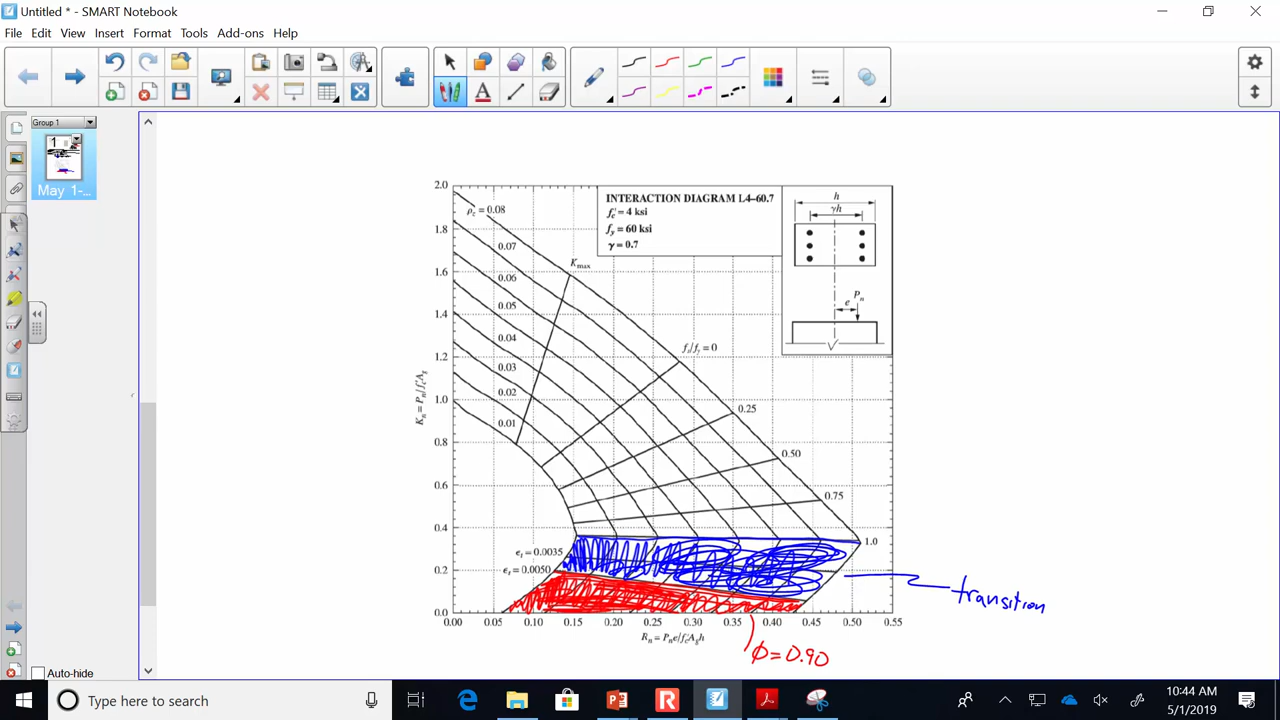 Untitled * - SMART Notebook
File Edit View Insert Format Tools Add-ons Help
Group 1
1
May 1-...
INTERACTION DIAGRAM L4–60.7
f′c = 4 ksi
fy = 60 ksi
γ = 0.7
h
γh
e
Pn
2.0
1.8
1.6
1.4
1.2
1.0
0.8
0.6
0.4
0.2
0.0
Kn = Pn/f′cAg
ρz = 0.08
0.07
0.06
0.05
0.04
0.03
0.02
0.01
Kmax
fs/fy = 0
0.25
0.50
0.75
1.0
εt = 0.0035
εt = 0.0050
0.00 0.05 0.10 0.15 0.20 0.25 0.30 0.35 0.40 0.45 0.50 0.55
Rn = Pne/f′cAgh
transition
φ = 0.90
Auto-hide
Type here to search
10:44 AM
5/1/2019